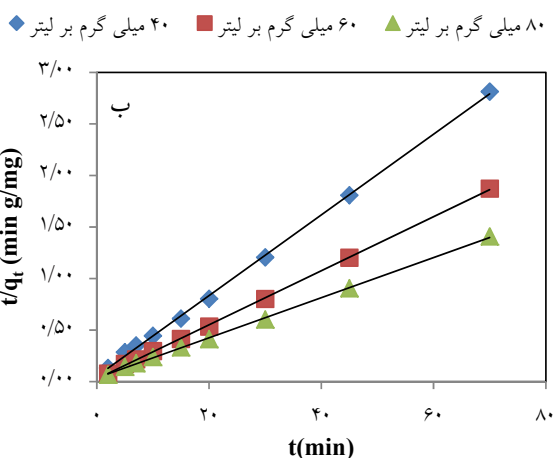 ۴۰ میلی گرم بر لیتر ۶۰ میلی گرم بر لیتر ۸۰ میلی گرم بر لیتر
۳/۰۰
ب
۲/۵۰
۲/۰۰
۱/۵۰
۱/۰۰
۰/۵۰
۰/۰۰
t/qt (min g/mg)
۰ ۲۰ ۴۰ ۶۰ ۸۰
t(min)